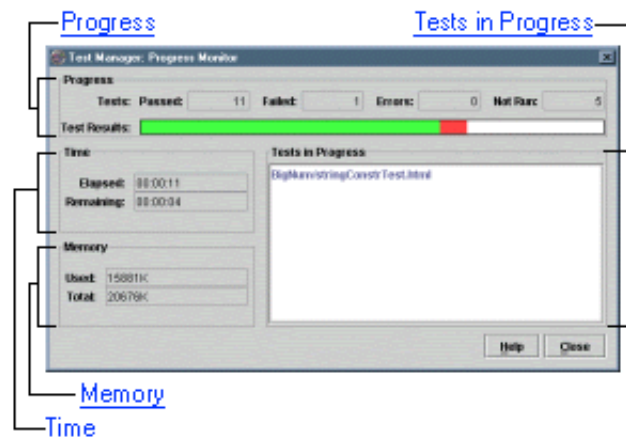 Progress
Tests in Progress
Test Manager: Progress Monitor
Progress
Tests: Passed: 11 Failed: 1 Errors: 0 Not Run: 5
Test Results:
Time
Elapsed: 00:00:11
Remaining: 00:00:04
Tests in Progress
BigNum\stringConstrTest.html
Memory
Used: 15881K
Total: 20676K
Help Close
Memory
Time